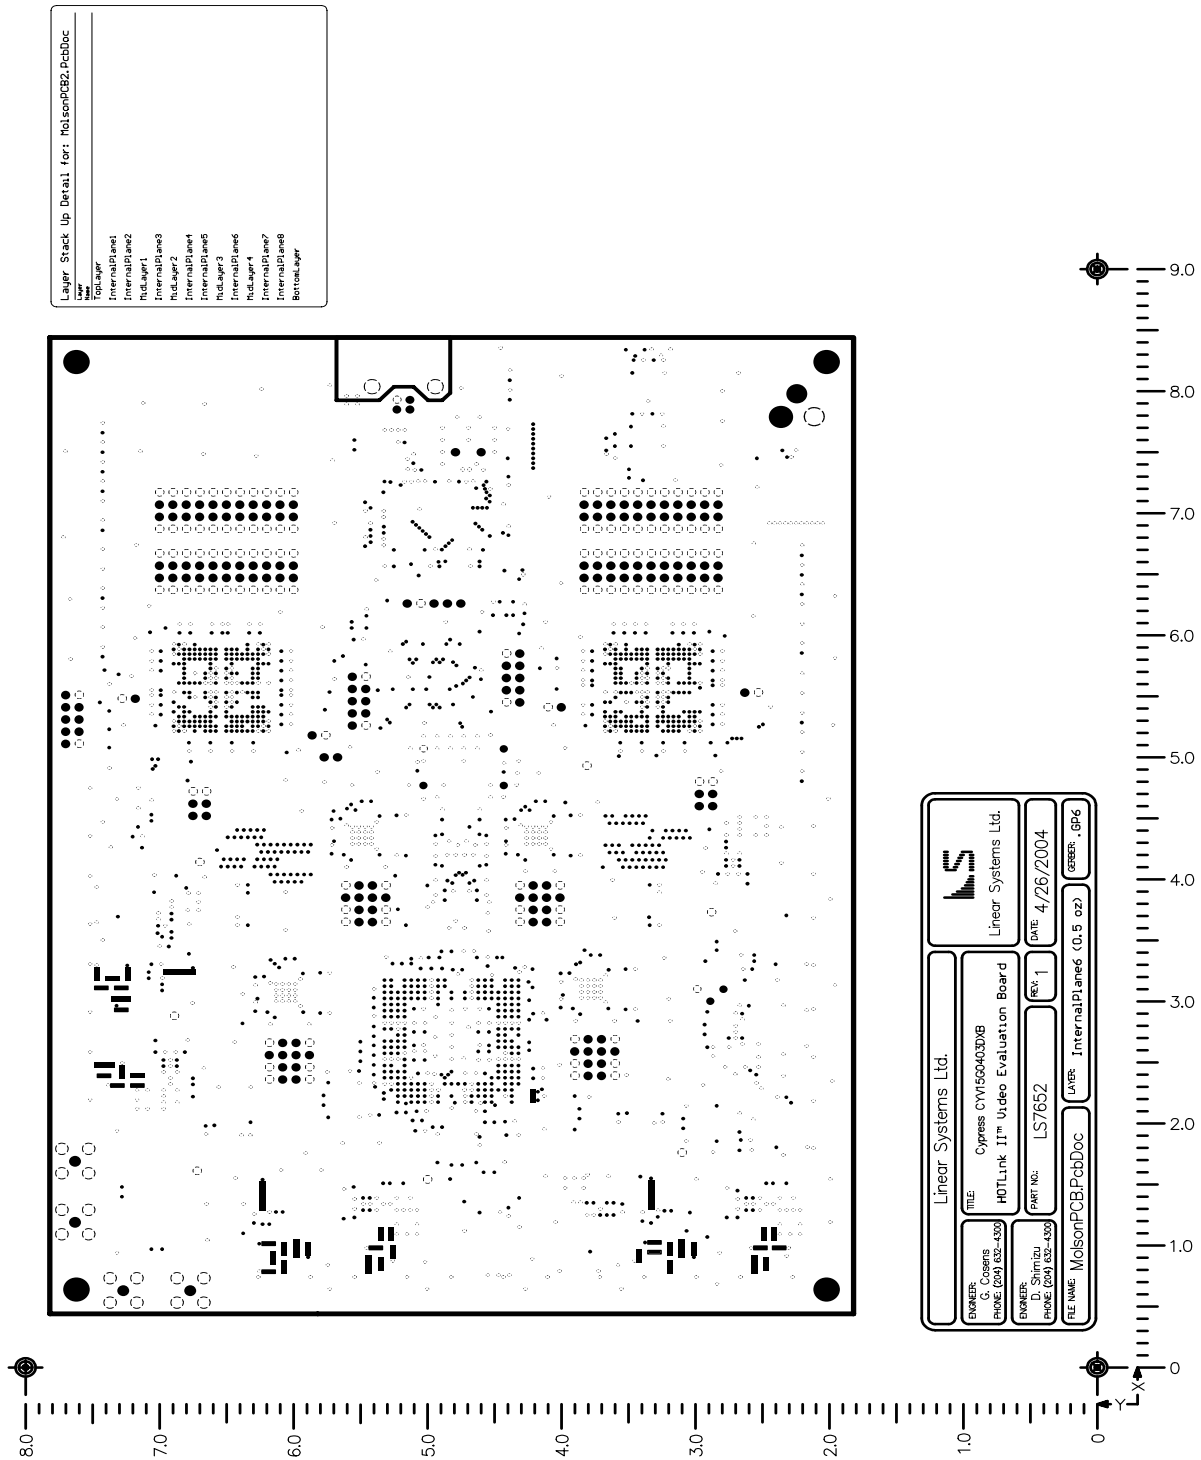 Layer Stack Up Detail for: MolsonPCB2.PcbDoc
Layer
Name
TopLayer
InternalPlane1
InternalPlane2
MidLayer1
InternalPlane3
MidLayer2
InternalPlane4
InternalPlane5
MidLayer3
InternalPlane6
MidLayer4
InternalPlane7
InternalPlane8
BottomLayer
Linear Systems Ltd.
LS
Linear Systems Ltd.
TITLE:
Cypress CYV15G0403DXB
HOTLink II™ Video Evaluation Board
ENGINEER:
G. Cosens
PHONE: (204) 632-4300
ENGINEER:
D. Shimizu
PHONE: (204) 632-4300
PART NO.: LS7652
REV: 1
DATE: 4/26/2004
FILE NAME: MolsonPCB.PcbDoc
LAYER: InternalPlane6 (0.5 oz)
GERBER: .GP6
9.0
8.0
7.0
6.0
5.0
4.0
3.0
2.0
1.0
0
X
Y
8.0
7.0
6.0
5.0
4.0
3.0
2.0
1.0
0